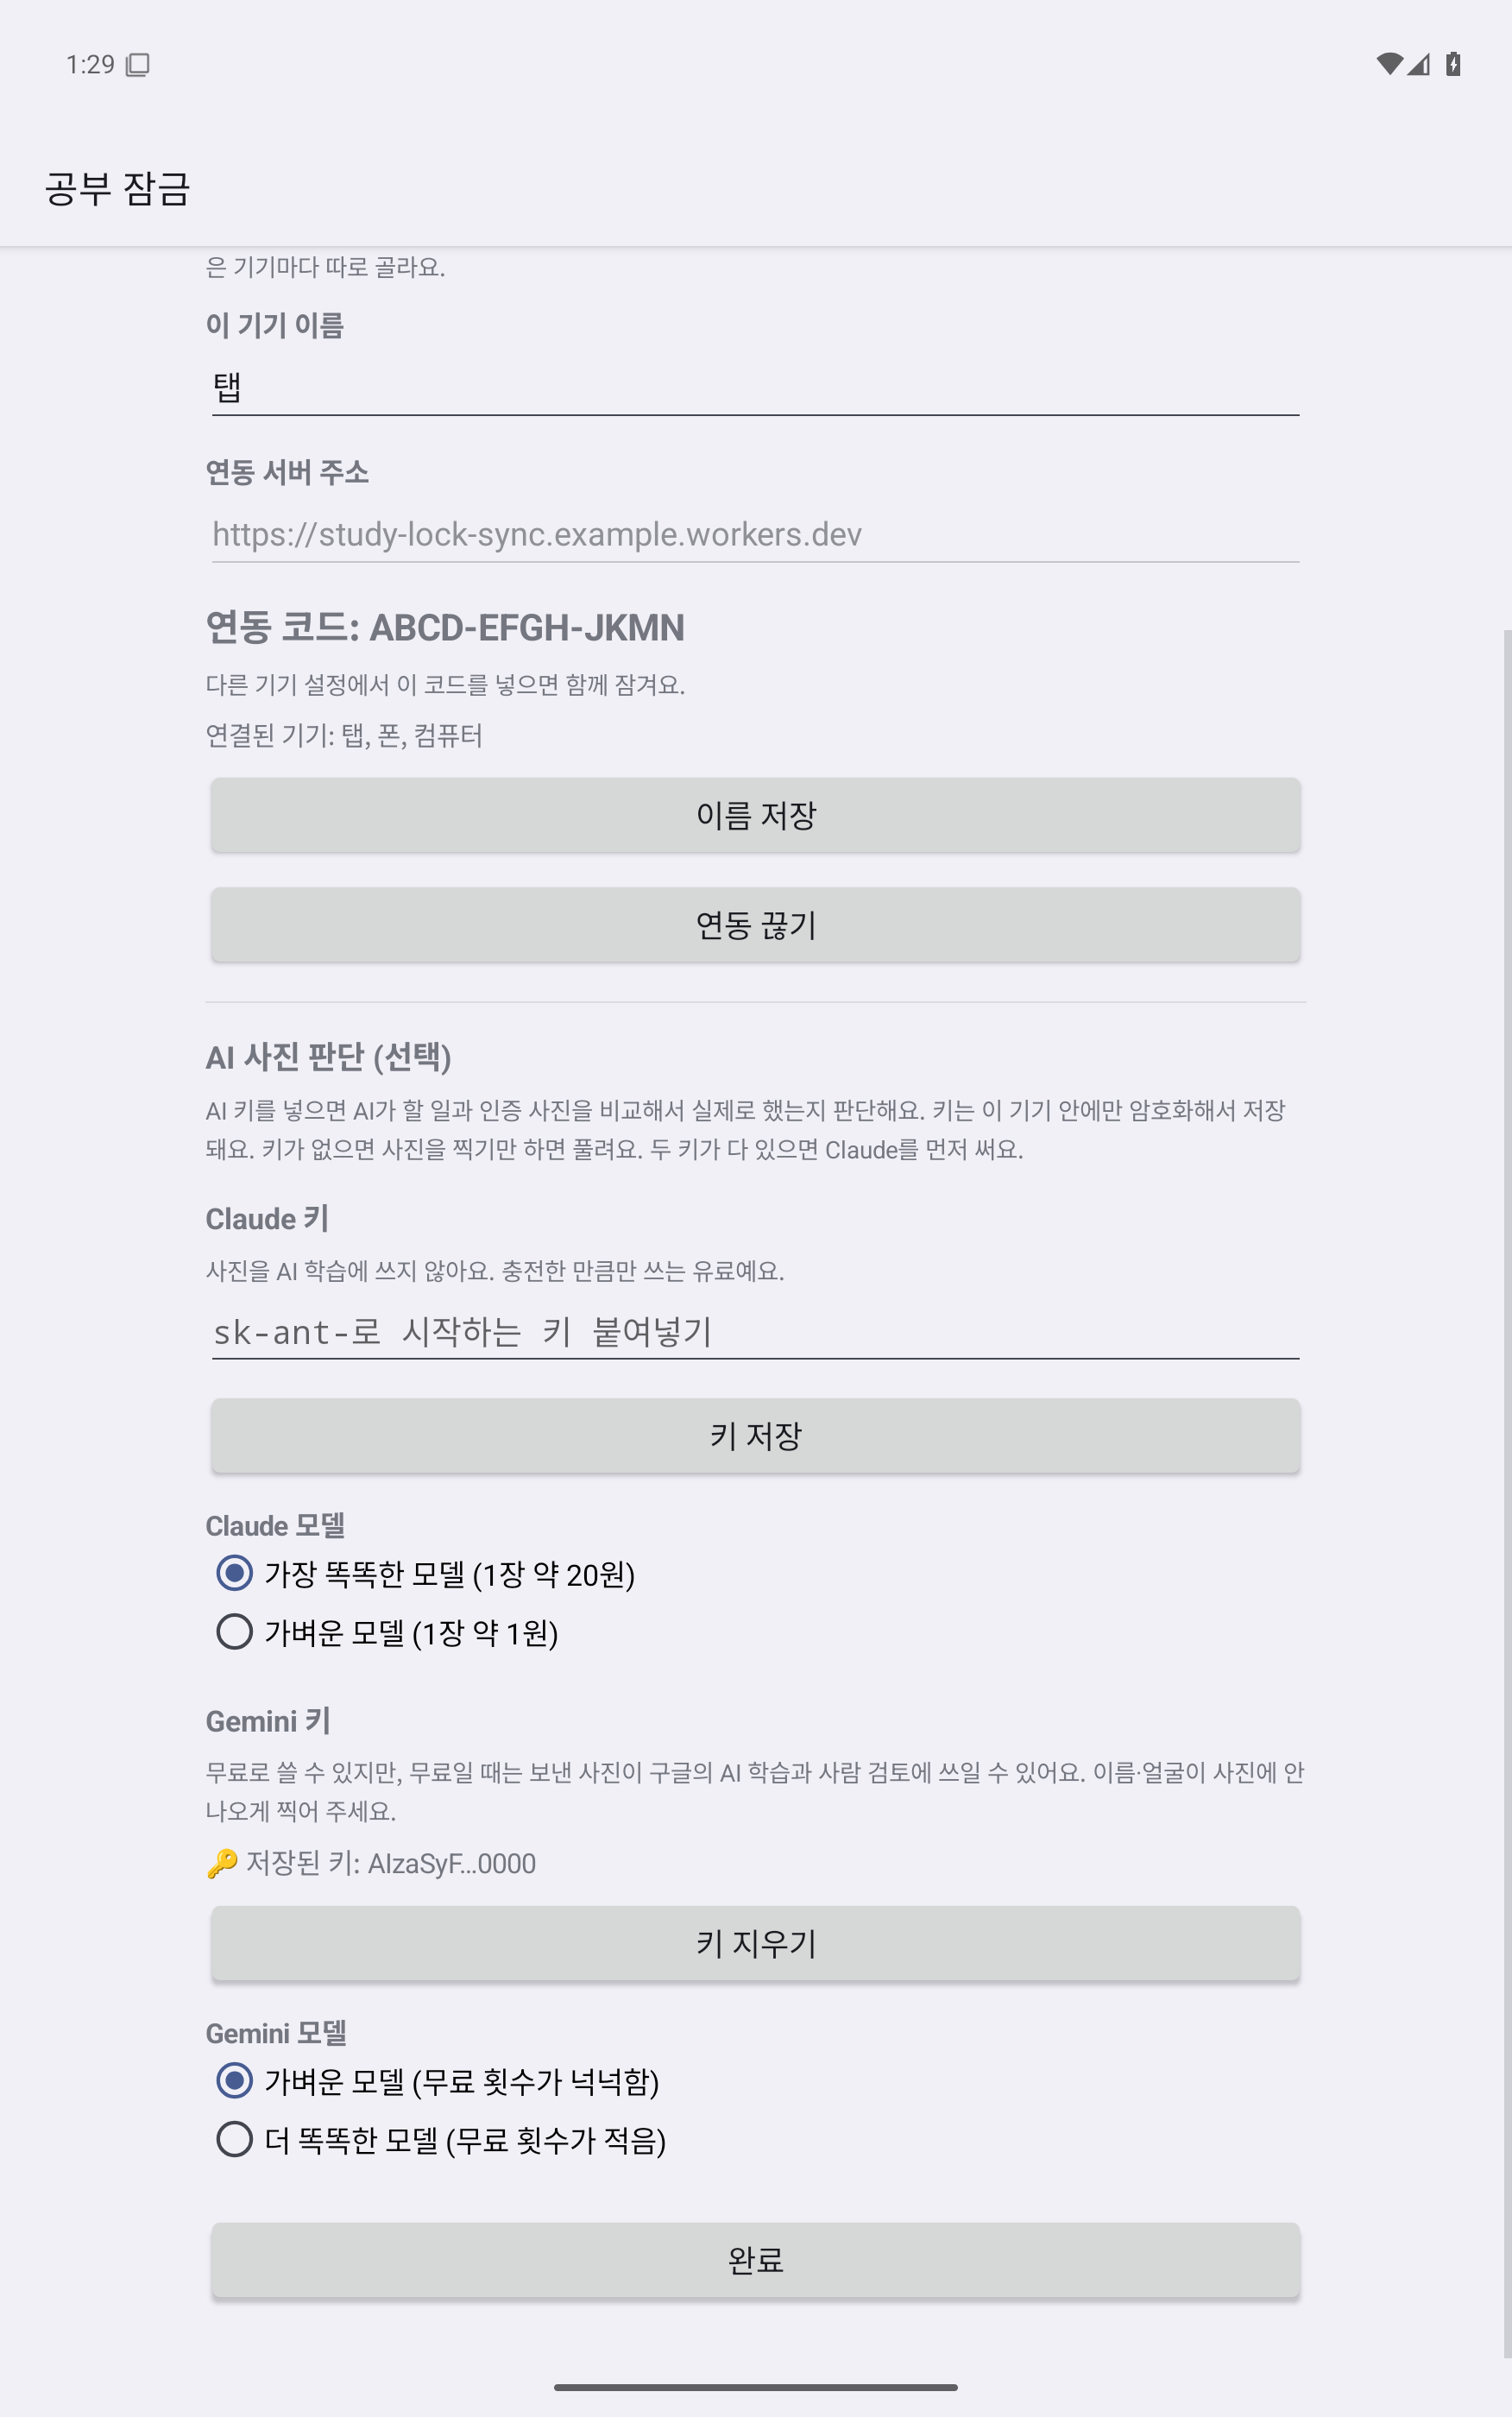 1:29
공부 잠금
은 기기마다 따로 골라요.
이 기기 이름
탭
연동 서버 주소
https://study-lock-sync.example.workers.dev
연동 코드: ABCD-EFGH-JKMN
다른 기기 설정에서 이 코드를 넣으면 함께 잠겨요.
연결된 기기: 탭, 폰, 컴퓨터
이름 저장
연동 끊기
AI 사진 판단 (선택)
AI 키를 넣으면 AI가 할 일과 인증 사진을 비교해서 실제로 했는지 판단해요. 키는 이 기기 안에만 암호화해서 저장
돼요. 키가 없으면 사진을 찍기만 하면 풀려요. 두 키가 다 있으면 Claude를 먼저 써요.
Claude 키
사진을 AI 학습에 쓰지 않아요. 충전한 만큼만 쓰는 유료예요.
sk-ant-로 시작하는 키 붙여넣기
키 저장
Claude 모델
가장 똑똑한 모델 (1장 약 20원)
가벼운 모델 (1장 약 1원)
Gemini 키
무료로 쓸 수 있지만, 무료일 때는 보낸 사진이 구글의 AI 학습과 사람 검토에 쓰일 수 있어요. 이름·얼굴이 사진에 안
나오게 찍어 주세요.
🔑 저장된 키: AIzaSyF…0000
키 지우기
Gemini 모델
가벼운 모델 (무료 횟수가 넉넉함)
더 똑똑한 모델 (무료 횟수가 적음)
완료